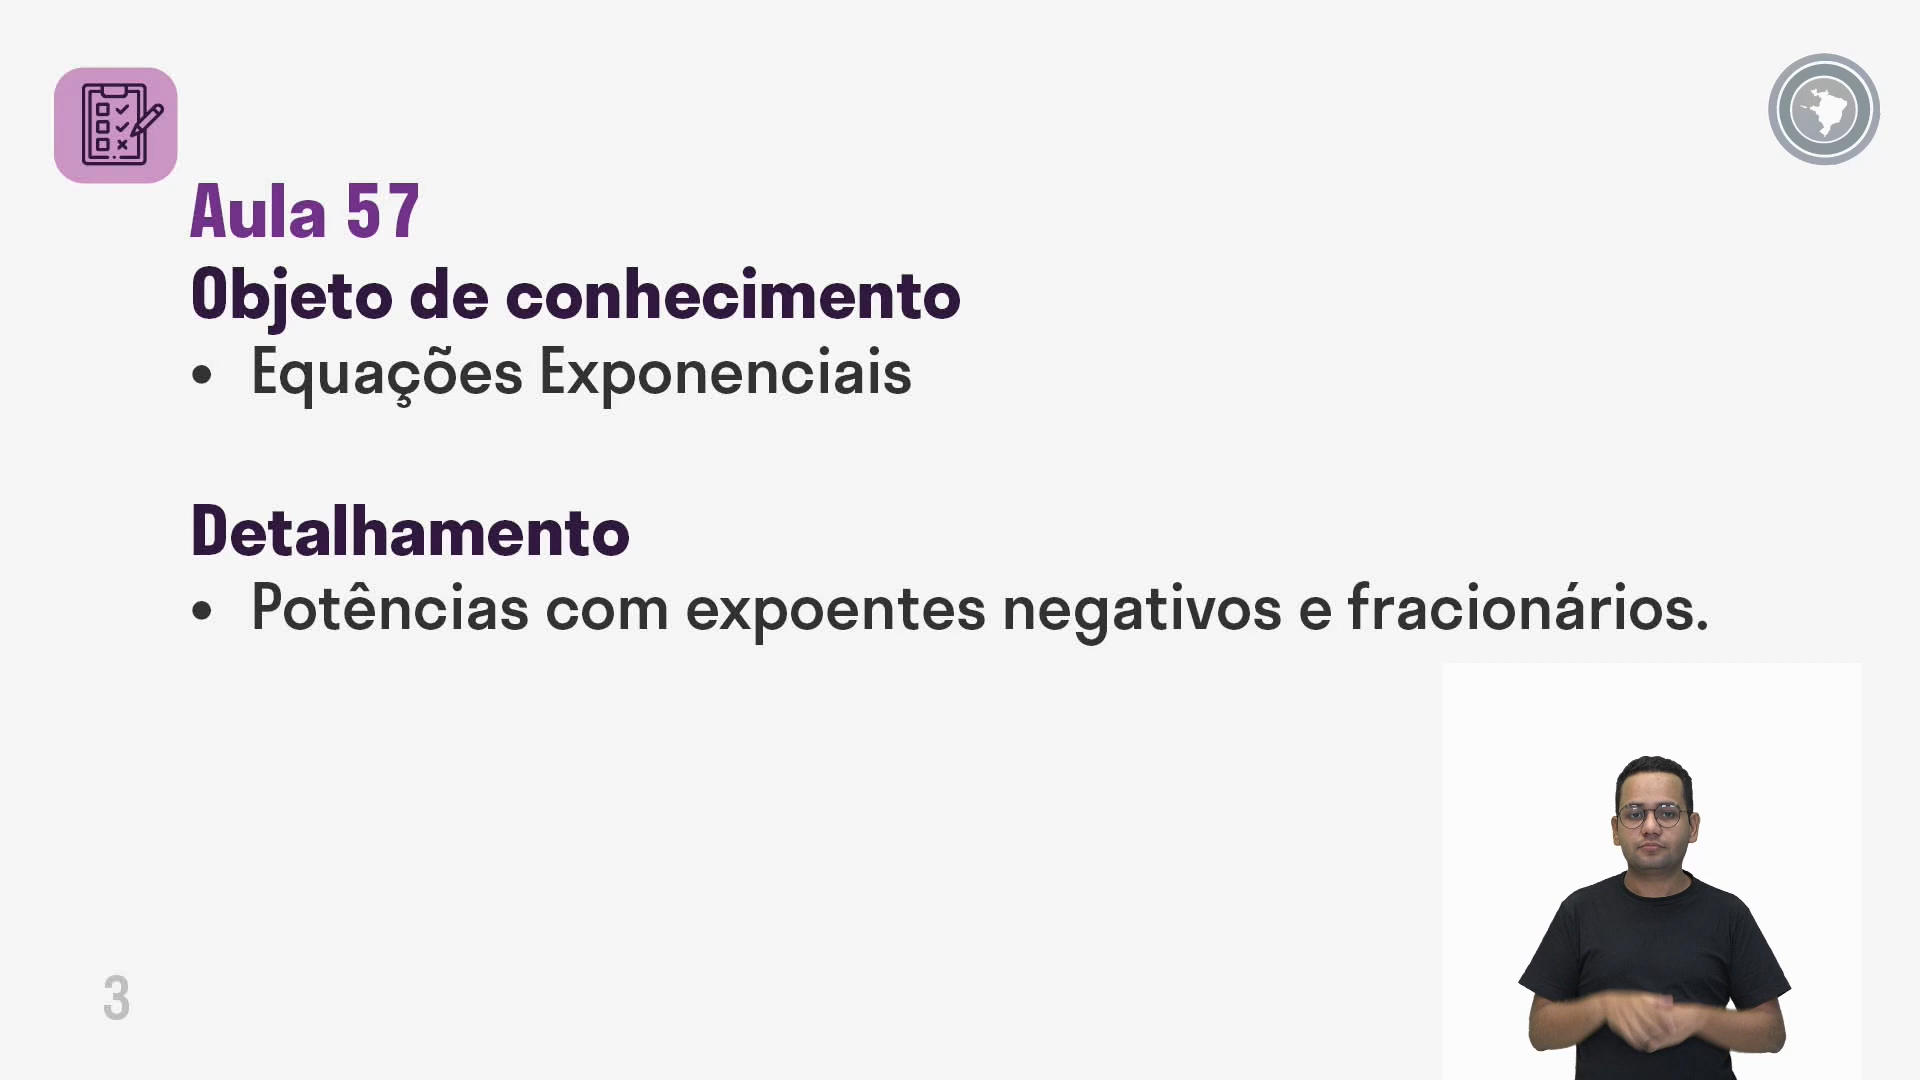 Aula 57
Objeto de conhecimento
• Equações Exponenciais
Detalhamento
• Potências com expoentes negativos e fracionários.
3